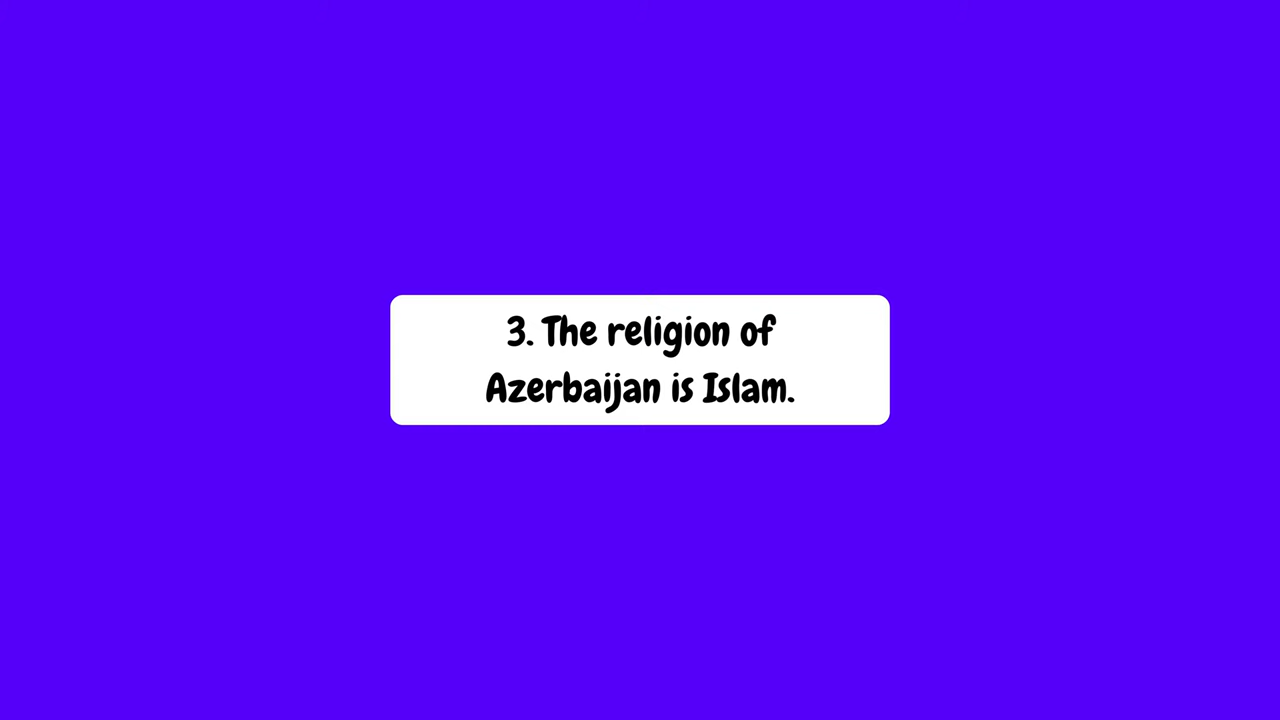 3. The religion of
Azerbaijan is Islam.